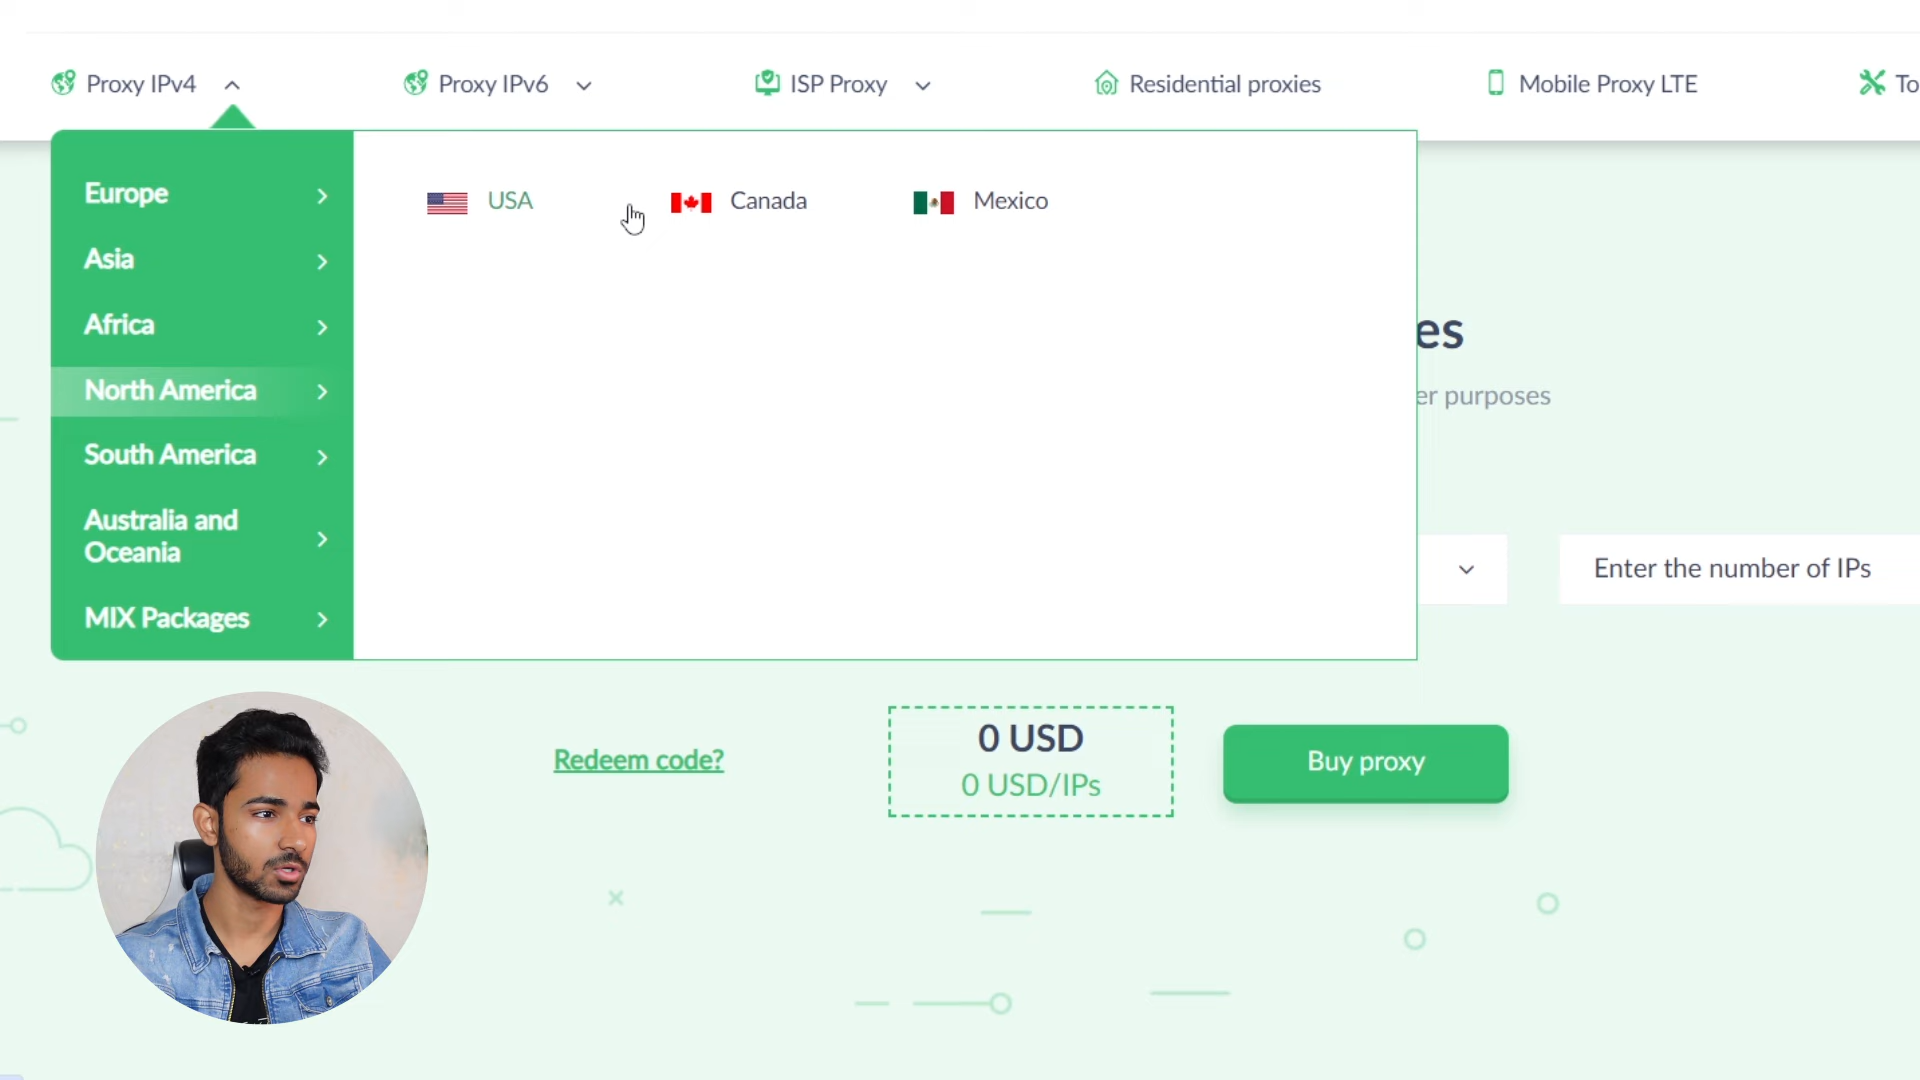 Proxy IPv4
Proxy IPv6
ISP Proxy
Residential proxies
Mobile Proxy LTE
To
Europe
Asia
Africa
North America
South America
Australia and
Oceania
MIX Packages
USA
Canada
Mexico
es
er purposes
Enter the number of IPs
Redeem code?
0 USD
0 USD/IPs
Buy proxy